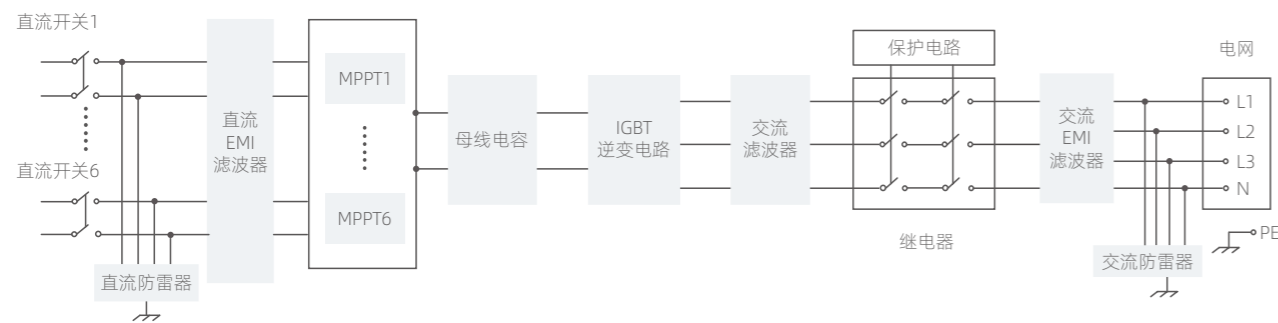 直流开关1
直流开关6
直流防雷器
直流
EMI
滤波器
MPPT1
MPPT6
母线电容
IGBT
逆变电路
交流
滤波器
保护电路
继电器
交流
EMI
滤波器
电网
L1
L2
L3
N
PE
交流防雷器